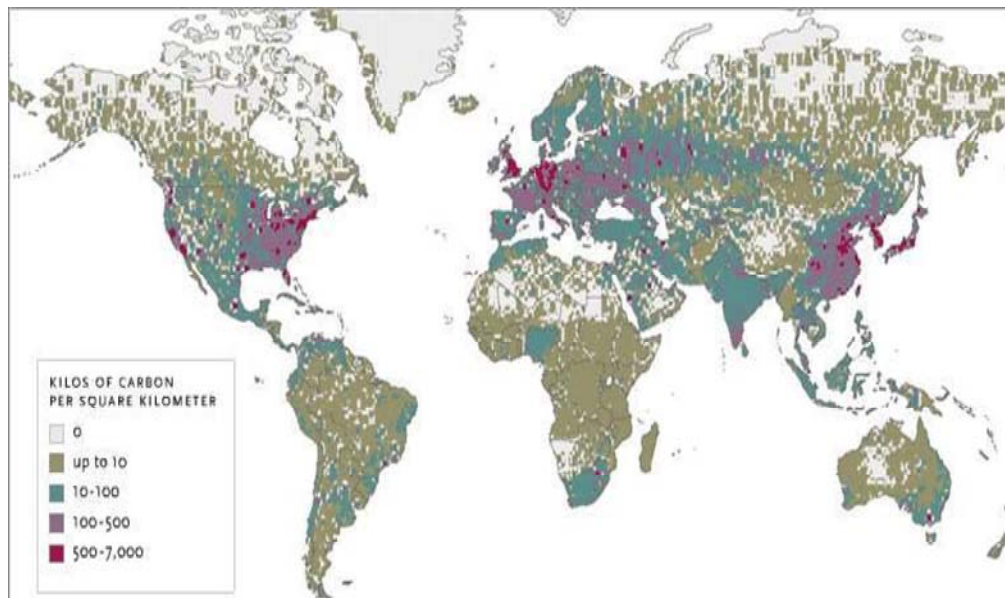 KILOS OF CARBON
PER SQUARE KILOMETER
0
up to 10
10-100
100-500
500-7,000